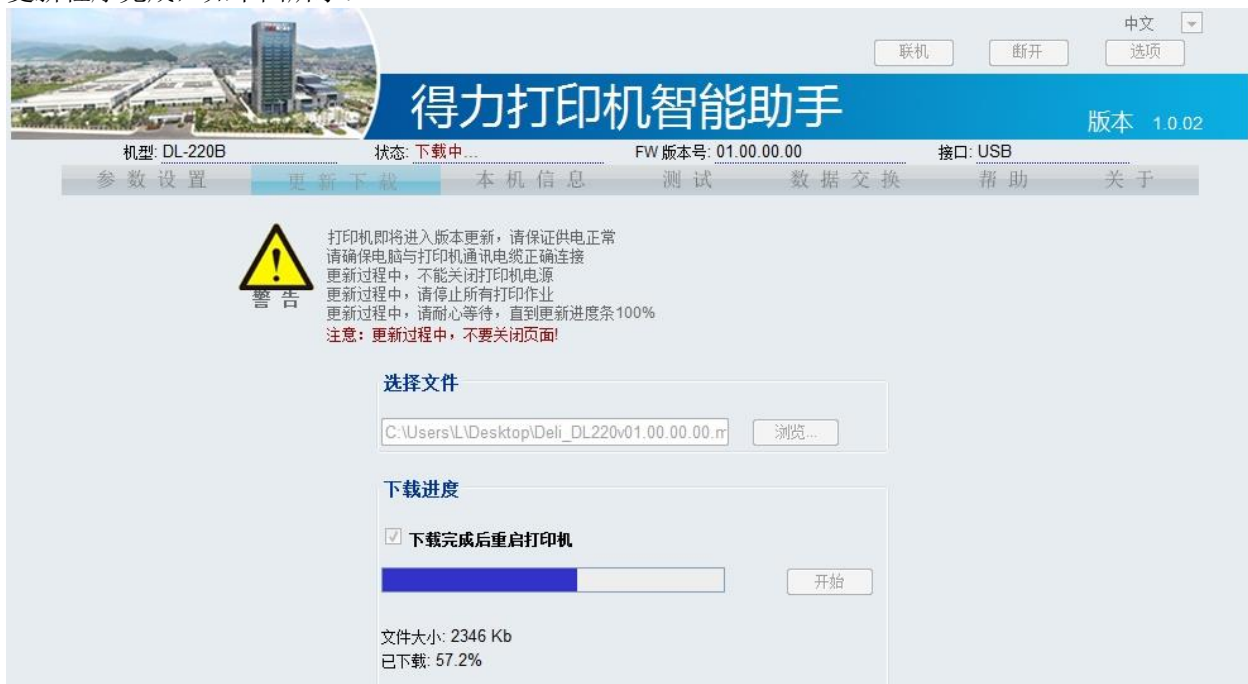 中文
联机 断开 选项
得力打印机智能助手
版本 1.0.02
机型: DL-220B 状态: 下载中... FW 版本号: 01.00.00.00 接口: USB
参数设置 更新下载 本机信息 测试 数据交换 帮助 关于
打印机即将进入版本更新，请保证供电正常
请确保电脑与打印机通讯电缆正确连接
更新过程中，不能关闭打印机电源
更新过程中，请停止所有打印作业
更新过程中，请耐心等待，直到更新进度条100%
注意：更新过程中，不要关闭页面!
警告
选择文件
C:\Users\L\Desktop\Deli_DL220v01.00.00.00.m 浏览...
下载进度
下载完成后重启打印机
开始
文件大小: 2346 Kb
已下载: 57.2%